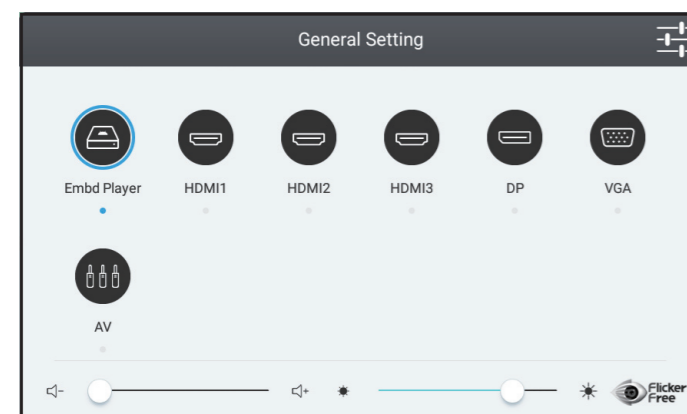 General Setting
Embd Player HDMI1 HDMI2 HDMI3 DP VGA
AV
Flicker
Free